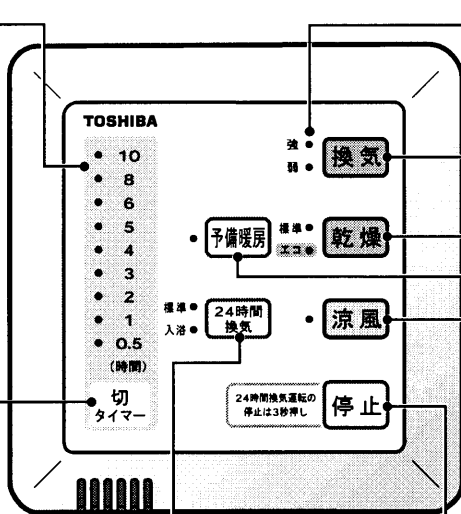 TOSHIBA
10
8
6
5
4
3
2
1
0.5
(時間)
切
タイマー
強
弱
換気
予備暖房
標準
エコ
乾燥
標準
入浴
24時間
換気
涼風
24時間換気運転の
停止は3秒押し
停止